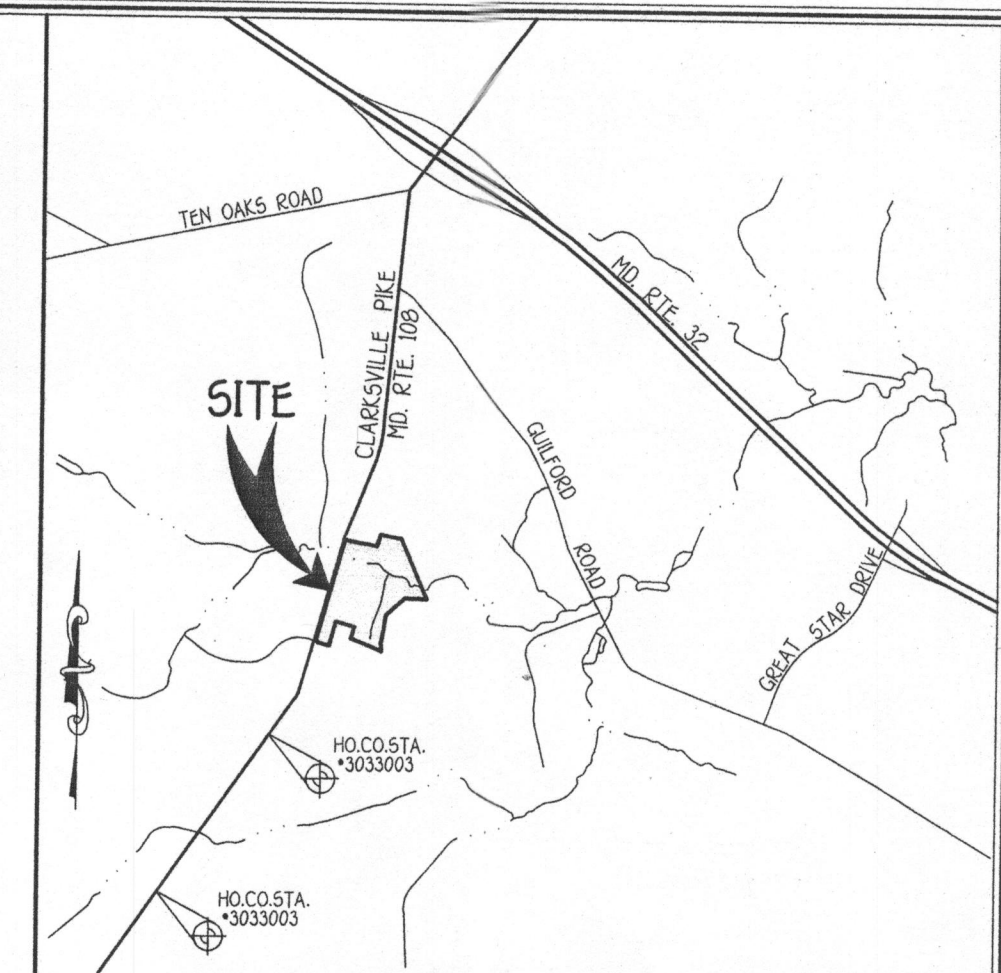 TEN OAKS ROAD
CLARKSVILLE PIKE
MD. RTE. 108
MD. RTE. 32
SITE
GUILFORD
ROAD
GREAT STAR DRIVE
HO.CO.STA.
•3033003
HO.CO.STA.
•3033003